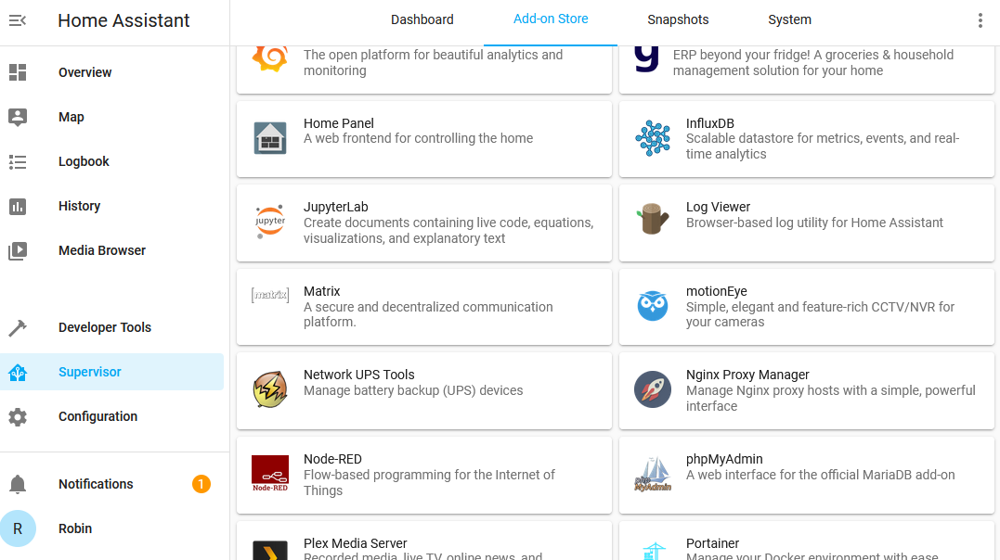 Home Assistant
Dashboard
Add-on Store
Snapshots
System
Overview
Map
Logbook
History
Media Browser
Developer Tools
Supervisor
Configuration
Notifications
1
R
Robin
The open platform for beautiful analytics and
monitoring
g
ERP beyond your fridge! A groceries & household
management solution for your home
Home Panel
A web frontend for controlling the home
InfluxDB
Scalable datastore for metrics, events, and real-
time analytics
jupyter
JupyterLab
Create documents containing live code, equations,
visualizations, and explanatory text
Log Viewer
Browser-based log utility for Home Assistant
[matrix]
Matrix
A secure and decentralized communication
platform.
motionEye
Simple, elegant and feature-rich CCTV/NVR for
your cameras
Network UPS Tools
Manage battery backup (UPS) devices
Nginx Proxy Manager
Manage Nginx proxy hosts with a simple, powerful
interface
Node-RED
Node-RED
Flow-based programming for the Internet of
Things
php
MyAdmin
phpMyAdmin
A web interface for the official MariaDB add-on
Plex Media Server
Recorded media, live TV, online news, and
Portainer
Manage your Docker environment with ease